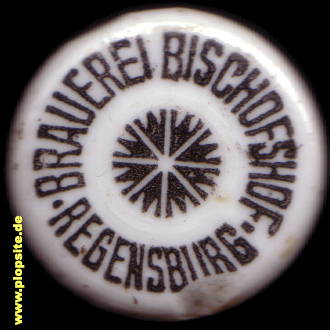 BRAUEREI BISCHOFSHOF
· REGENSBURG ·
www.plopsite.de